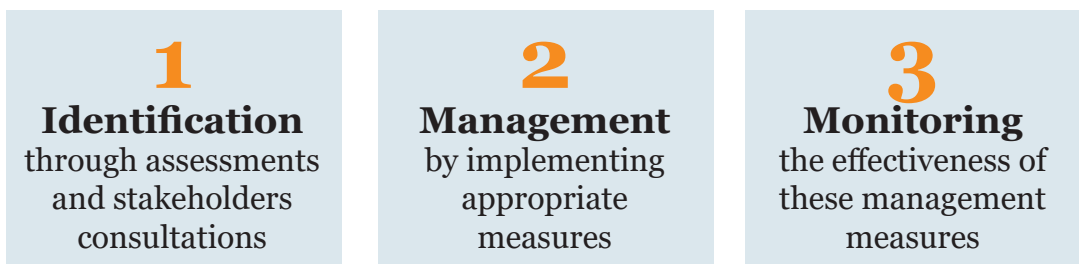 1
Identification
through assessments
and stakeholders
consultations
2
Management
by implementing
appropriate
measures
3
Monitoring
the effectiveness of
these management
measures